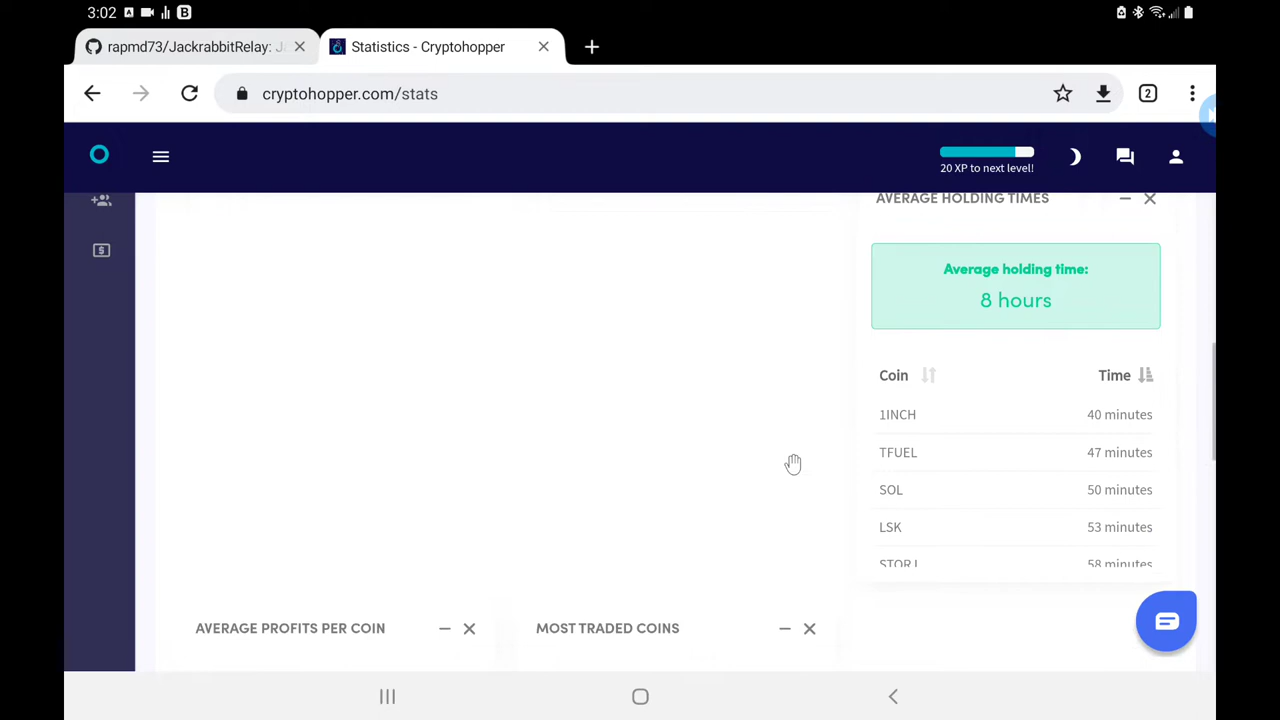 3:02
rapmd73/JackrabbitRelay: J
Statistics - Cryptohopper
cryptohopper.com/stats
2
20 XP to next level!
AVERAGE HOLDING TIMES
Average holding time:
8 hours
Coin Time
1INCH 40 minutes
TFUEL 47 minutes
SOL 50 minutes
LSK 53 minutes
STORJ 58 minutes
AVERAGE PROFITS PER COIN
MOST TRADED COINS